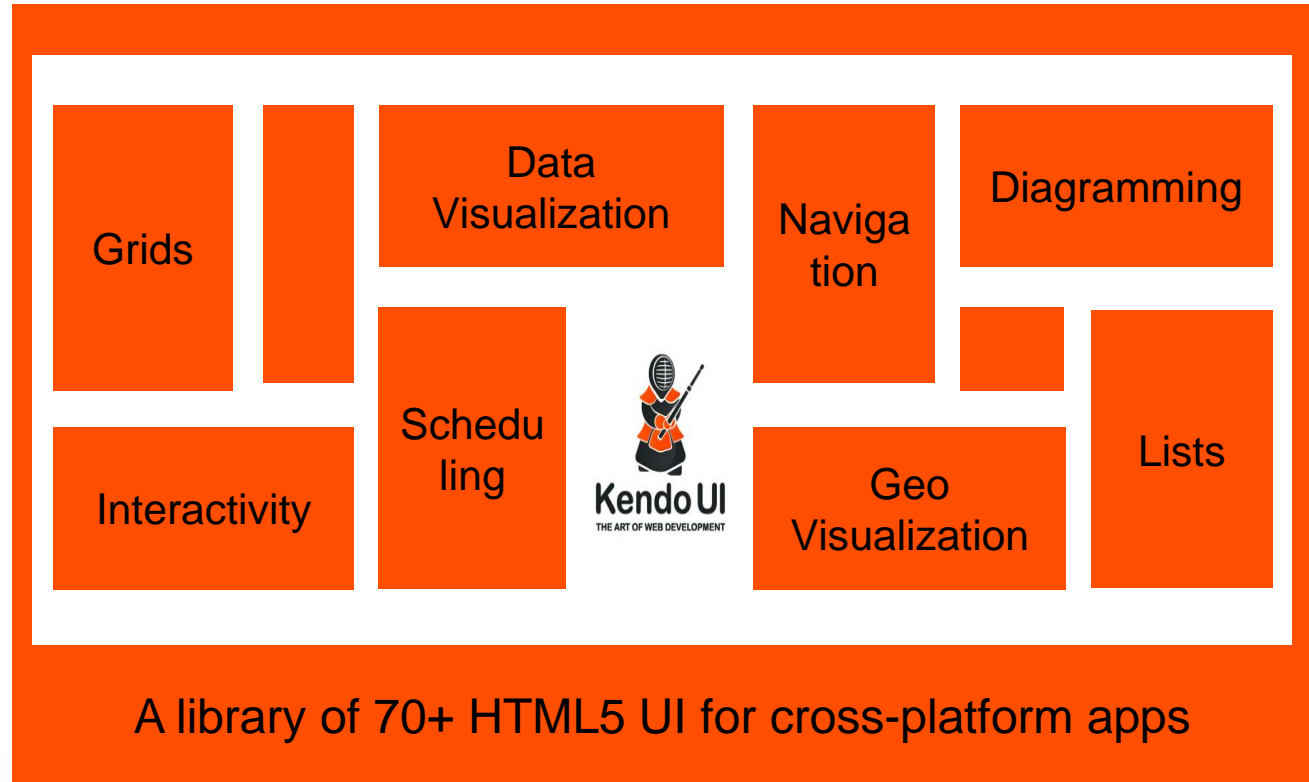 Grids
Data
Visualization
Naviga
tion
Diagramming
Interactivity
Schedu
ling
Kendo UI
THE ART OF WEB DEVELOPMENT
Geo
Visualization
Lists
A library of 70+ HTML5 UI for cross-platform apps